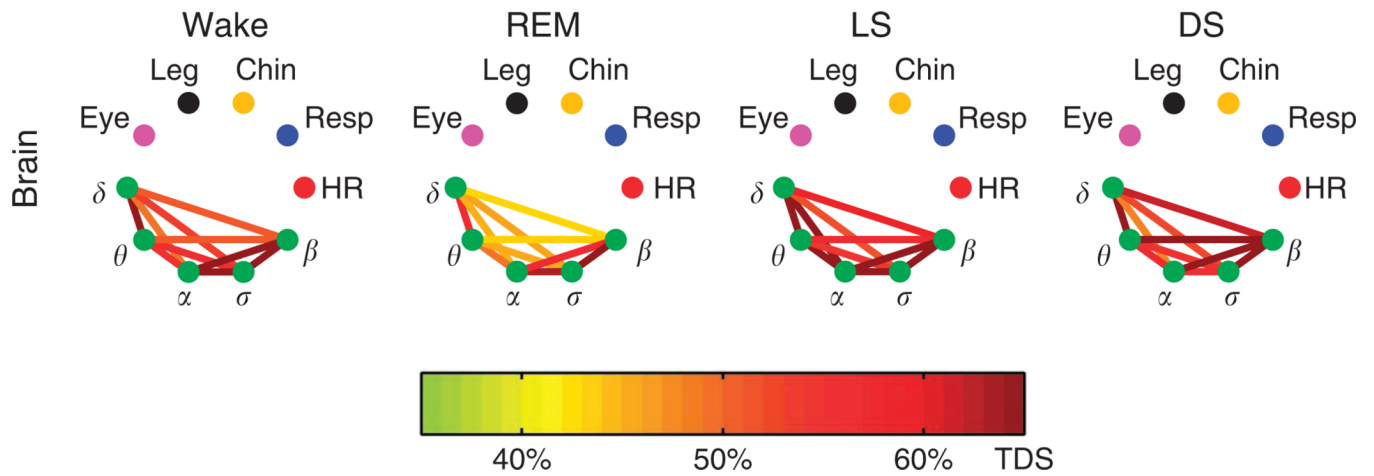 Wake REM LS DS
Leg Chin Leg Chin Leg Chin Leg Chin
Eye Resp Eye Resp Eye Resp Eye Resp
Brain
δ HR δ HR δ HR δ HR
θ β θ β θ β θ β
α σ α σ α σ α σ
40% 50% 60% TDS